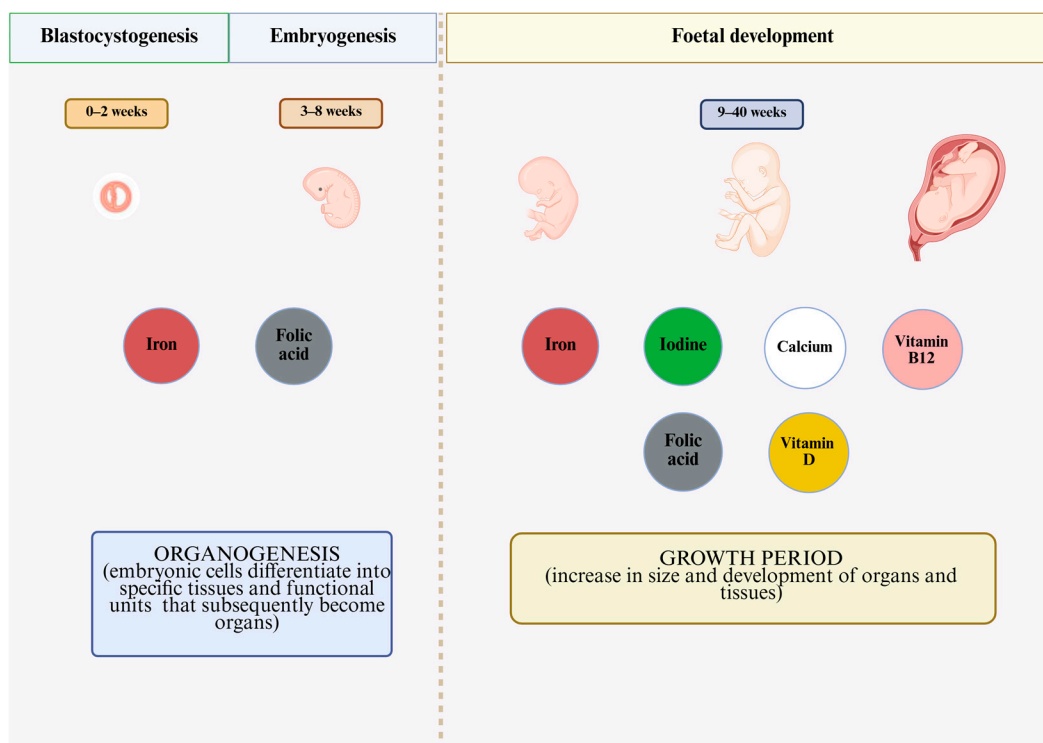 Blastocystogenesis
Embryogenesis
Foetal development
0–2 weeks
3–8 weeks
9–40 weeks
Iron
Folic
acid
Iron
Iodine
Calcium
Vitamin
B12
Folic
acid
Vitamin
D
ORGANOGENESIS
(embryonic cells differentiate into
specific tissues and functional
units that subsequently become
organs)
GROWTH PERIOD
(increase in size and development of organs and
tissues)